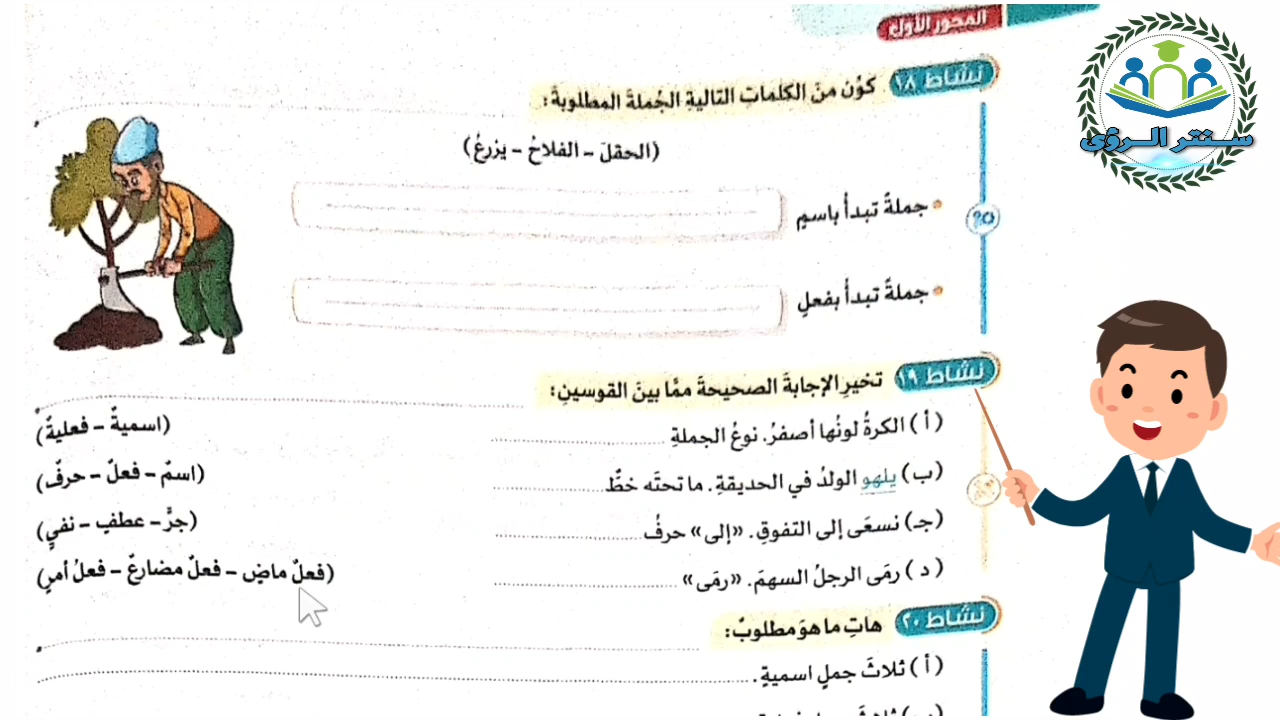 المحور الأول
سنتر الرؤى
نشاط ١٨ كوِّن منَ الكلماتِ التاليةِ الجُملةَ المطلوبةَ:
(الحقلَ – الفلاحُ – يزرعُ)
• جملةً تبدأُ باسمٍ
• جملةً تبدأُ بفعلٍ
نشاط ١٩ تخيرِ الإجابةَ الصحيحةَ ممَّا بينَ القوسينِ:
(أ) الكرةُ لونُها أصفرُ. نوعُ الجملةِ ............ (اسميةٌ – فعليةٌ)
(ب) يلهو الولدُ في الحديقةِ. ما تحتَه خطٌّ ............ (اسمٌ – فعلٌ – حرفٌ)
(جـ) نسعَى إلى التفوقِ. «إلى» حرفُ ............ (جرٍّ – عطفٍ – نفيٍ)
(د) رمَى الرجلُ السهمَ. «رمَى» ............ (فعلٌ ماضٍ – فعلٌ مضارعٌ – فعلُ أمرٍ)
نشاط ٢٠ هاتِ ما هوَ مطلوبٌ:
(أ) ثلاثَ جملٍ اسميةٍ. ............